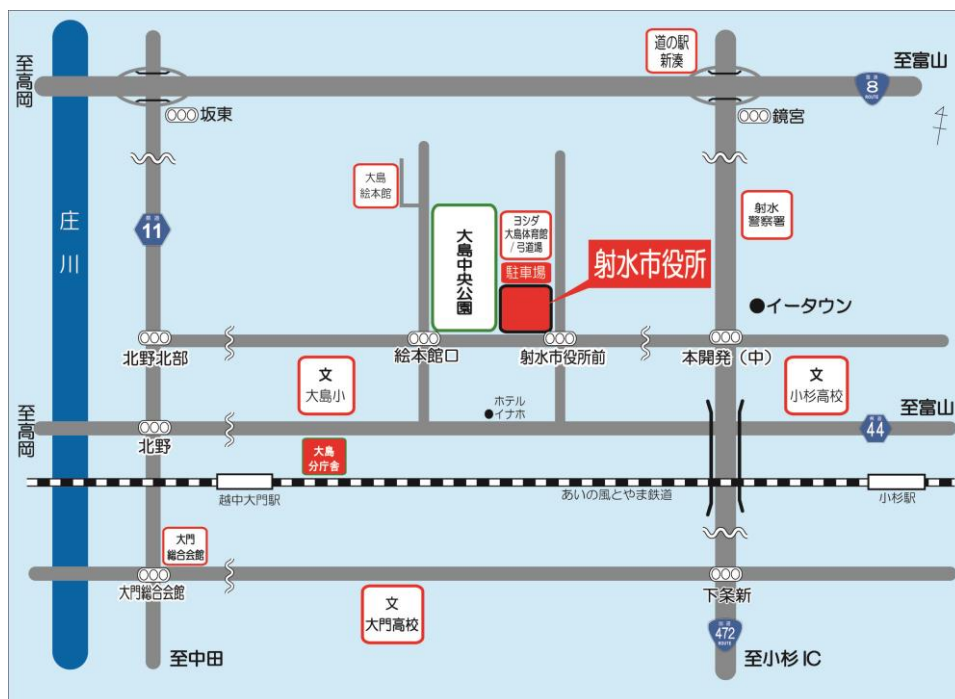 道の駅
新湊
至高岡
至富山
国道
8
ROUTE
坂東
鏡宮
大島
絵本館
庄川
県道
11
大島中央公園
ヨシダ
大島体育館
/弓道場
駐車場
射水市役所
射水
警察署
イータウン
北野北部
絵本館口
射水市役所前
本開発(中)
文
大島小
ホテル
イナホ
文
小杉高校
至高岡
至富山
北野
44
大島
分庁舎
越中大門駅
あいの風とやま鉄道
小杉駅
大門
総合会館
大門総合会館
文
大門高校
下条新
472
ROUTE
至中田
至小杉IC